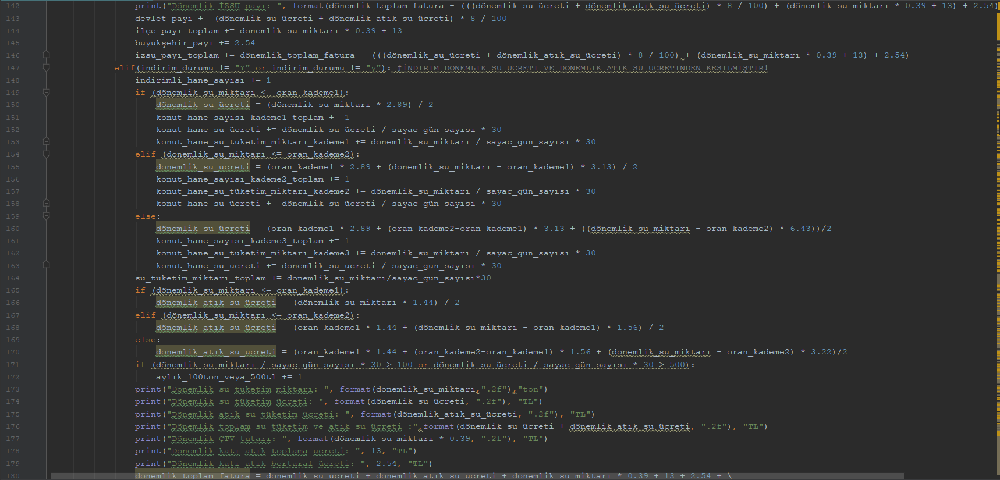 142 print("Dönemlik İZSU payı: ", format(dönemlik_toplam_fatura - (((dönemlik_su_ücreti + dönemlik_atık_su_ücreti) * 8 / 100) + (dönemlik_su_miktarı * 0.39 + 13) + 2.54)
143 devlet_payı += (dönemlik_su_ücreti + dönemlik_atık_su_ücreti) * 8 / 100
144 ilçe_payı_toplam += dönemlik_su_miktarı * 0.39 + 13
145 büyükşehir_payı += 2.54
146 izsu_payı_toplam += dönemlik_toplam_fatura - (((dönemlik_su_ücreti + dönemlik_atık_su_ücreti) * 8 / 100) + (dönemlik_su_miktarı * 0.39 + 13) + 2.54)
147 elif(indirim_durumu != "Y" or indirim_durumu != "y"): #İNDIRIM DÖNEMLIK SU ÜCRETI VE DÖNEMLIK ATIK SU ÜCRETINDEN KESILMIŞTIR!
148 indirimli_hane_sayısı += 1
149 if (dönemlik_su_miktarı <= oran_kademe1):
150 dönemlik_su_ücreti = (dönemlik_su_miktarı * 2.89) / 2
151 konut_hane_sayısı_kademe1_toplam += 1
152 konut_hane_su_ücreti += dönemlik_su_ücreti / sayac_gün_sayısı * 30
153 konut_hane_su_tüketim_miktarı_kademe1 += dönemlik_su_miktarı / sayac_gün_sayısı * 30
154 elif (dönemlik_su_miktarı <= oran_kademe2):
155 dönemlik_su_ücreti = (oran_kademe1 * 2.89 + (dönemlik_su_miktarı - oran_kademe1) * 3.13) / 2
156 konut_hane_sayısı_kademe2_toplam += 1
157 konut_hane_su_tüketim_miktarı_kademe2 += dönemlik_su_miktarı / sayac_gün_sayısı * 30
158 konut_hane_su_ücreti += dönemlik_su_ücreti / sayac_gün_sayısı * 30
159 else:
160 dönemlik_su_ücreti = (oran_kademe1 * 2.89 + (oran_kademe2-oran_kademe1) * 3.13 + ((dönemlik_su_miktarı - oran_kademe2) * 6.43))/2
161 konut_hane_sayısı_kademe3_toplam += 1
162 konut_hane_su_tüketim_miktarı_kademe3 += dönemlik_su_miktarı / sayac_gün_sayısı * 30
163 konut_hane_su_ücreti += dönemlik_su_ücreti / sayac_gün_sayısı * 30
164 su_tüketim_miktarı_toplam += dönemlik_su_miktarı/sayac_gün_sayısı*30
165 if (dönemlik_su_miktarı <= oran_kademe1):
166 dönemlik_atık_su_ücreti = (dönemlik_su_miktarı * 1.44) / 2
167 elif (dönemlik_su_miktarı <= oran_kademe2):
168 dönemlik_atık_su_ücreti = (oran_kademe1 * 1.44 + (dönemlik_su_miktarı - oran_kademe1) * 1.56) / 2
169 else:
170 dönemlik_atık_su_ücreti = (oran_kademe1 * 1.44 + (oran_kademe2-oran_kademe1) * 1.56 + (dönemlik_su_miktarı - oran_kademe2) * 3.22)/2
171 if (dönemlik_su_miktarı / sayac_gün_sayısı * 30 > 100 or dönemlik_su_ücreti / sayac_gün_sayısı * 30 > 500):
172 aylık_100ton_veya_500tl += 1
173 print("Dönemlik su tüketim miktarı: ", format(dönemlik_su_miktarı,".2f"),"ton")
174 print("Dönemlik su tüketim ücreti: ", format(dönemlik_su_ücreti, ".2f"), "TL")
175 print("Dönemlik atık su tüketim ücreti: ", format(dönemlik_atık_su_ücreti, ".2f"), "TL")
176 print("Dönemlik toplam su tüketim ve atık su ücreti :",format(dönemlik_su_ücreti + dönemlik_atık_su_ücreti, ".2f"), "TL")
177 print("Dönemlik ÇTV tutarı: ", format(dönemlik_su_miktarı * 0.39, ".2f"), "TL")
178 print("Dönemlik katı atık toplama ücreti: ", 13, "TL")
179 print("Dönemlik katı atık bertaraf ücreti: ", 2.54, "TL")
180 dönemlik_toplam_fatura = dönemlik_su_ücreti + dönemlik_atık_su_ücreti + dönemlik_su_miktarı * 0.39 + 13 + 2.54 + \